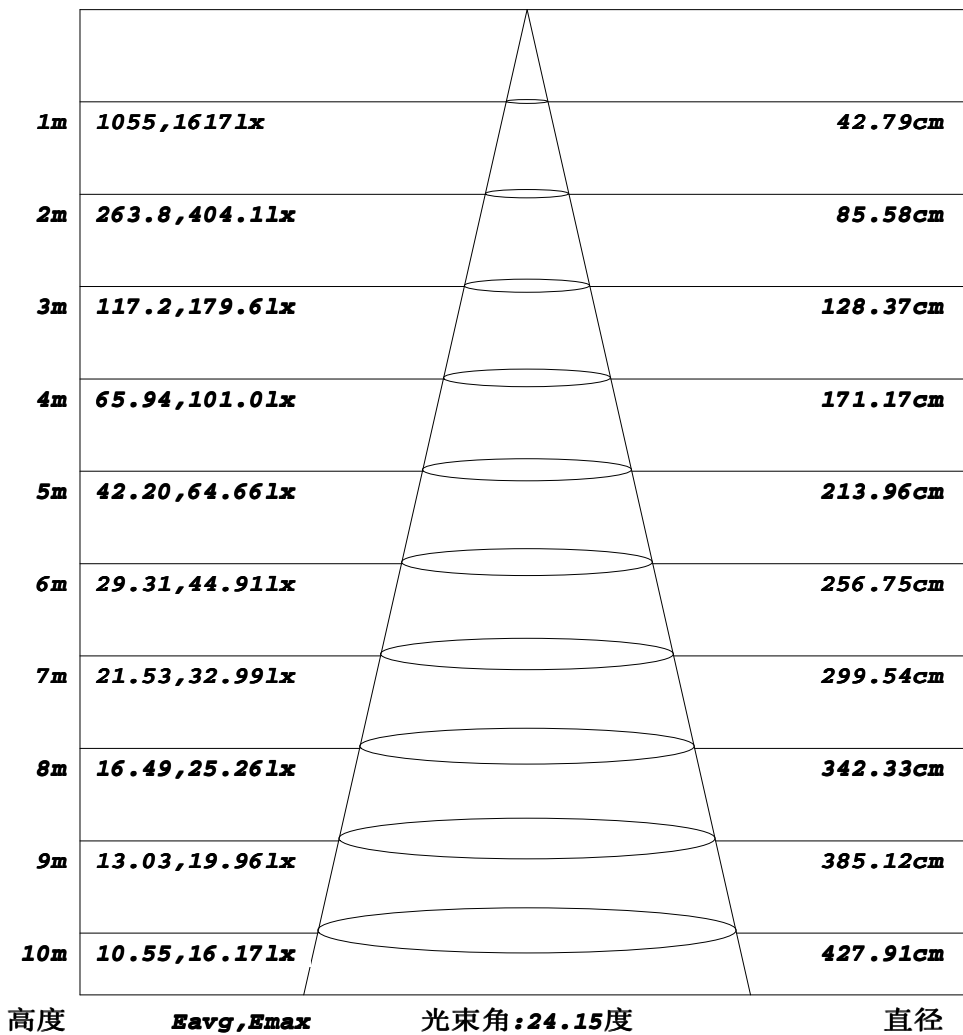 1m 1055,1617lx 42.79cm
2m 263.8,404.1lx 85.58cm
3m 117.2,179.6lx 128.37cm
4m 65.94,101.0lx 171.17cm
5m 42.20,64.66lx 213.96cm
6m 29.31,44.91lx 256.75cm
7m 21.53,32.99lx 299.54cm
8m 16.49,25.26lx 342.33cm
9m 13.03,19.96lx 385.12cm
10m 10.55,16.17lx 427.91cm
高度 Eavg,Emax 光束角:24.15度 直径